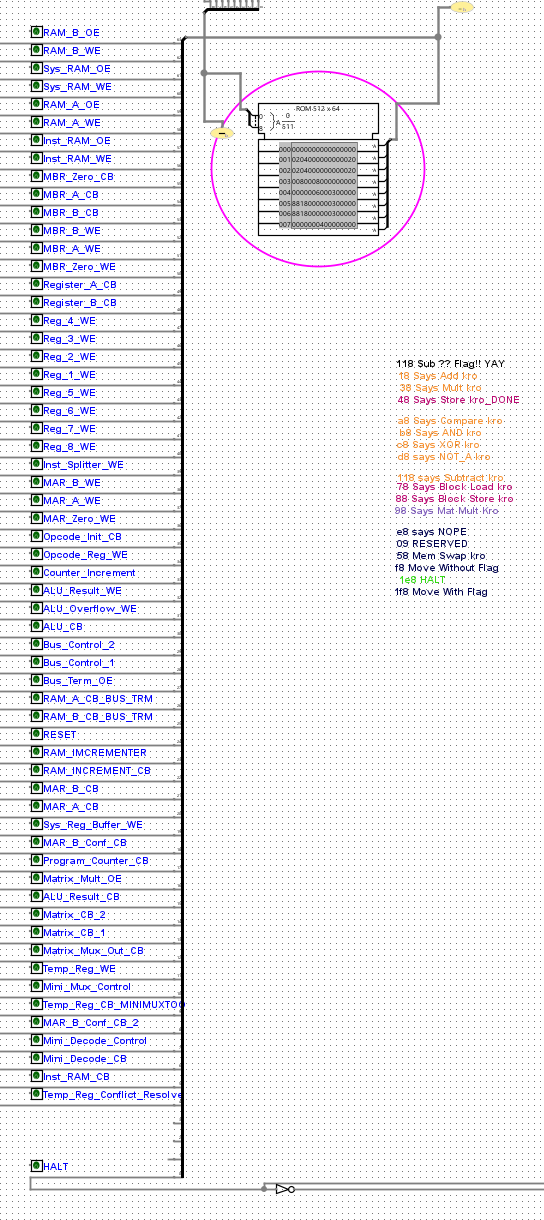 RAM_B_OE
RAM_B_WE
Sys_RAM_OE
Sys_RAM_WE
RAM_A_OE
RAM_A_WE
Inst_RAM_OE
Inst_RAM_WE
MBR_Zero_CB
MBR_A_CB
MBR_B_CB
MBR_B_WE
MBR_A_WE
MBR_Zero_WE
Register_A_CB
Register_B_CB
Reg_4_WE
Reg_3_WE
Reg_2_WE
Reg_1_WE
Reg_5_WE
Reg_6_WE
Reg_7_WE
Reg_8_WE
Inst_Splitter_WE
MAR_B_WE
MAR_A_WE
MAR_Zero_WE
Opcode_Init_CB
Opcode_Reg_WE
Counter_Increment
ALU_Result_WE
ALU_Overflow_WE
ALU_CB
Bus_Control_2
Bus_Control_1
Bus_Term_OE
RAM_A_CB_BUS_TRM
RAM_B_CB_BUS_TRM
RESET
RAM_IMCREMENTER
RAM_INCREMENT_CB
MAR_B_CB
MAR_A_CB
Sys_Reg_Buffer_WE
MAR_B_Conf_CB
Program_Counter_CB
Matrix_Mult_OE
ALU_Result_CB
Matrix_CB_2
Matrix_CB_1
Matrix_Mux_Out_CB
Temp_Reg_WE
Mini_Mux_Control
Temp_Reg_CB_MINIMUXTOO
MAR_B_Conf_CB_2
Mini_Decode_Control
Mini_Decode_CB
Inst_RAM_CB
Temp_Reg_Conflict_Resolve
HALT
ROM 512 x 64
0
A
511
118 Sub ?? Flag!! YAY
18 Says Add kro
38 Says Mult kro
48 Says Store kro_DONE
a8 Says Compare kro
b8 Says AND kro
c8 Says XOR kro
d8 says NOT_A kro
118 says Subtract kro
78 Says Block Load kro
88 Says Block Store kro
98 Says Mat Mult Kro
e8 says NOPE
09 RESERVED
58 Mem Swap kro
f8 Move Without Flag
1e8 HALT
1f8 Move With Flag